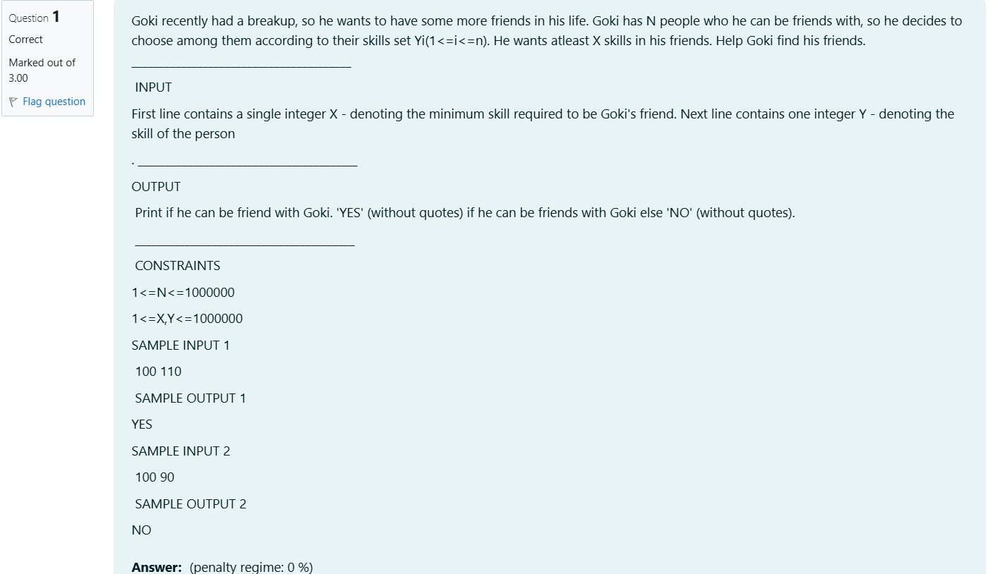 Question 1
Correct
Marked out of
3.00
Flag question
Goki recently had a breakup, so he wants to have some more friends in his life. Goki has N people who he can be friends with, so he decides to
choose among them according to their skills set Yi(1<=i<=n). He wants atleast X skills in his friends. Help Goki find his friends.
________________________________________
INPUT
First line contains a single integer X - denoting the minimum skill required to be Goki's friend. Next line contains one integer Y - denoting the
skill of the person
. ________________________________________
OUTPUT
Print if he can be friend with Goki. 'YES' (without quotes) if he can be friends with Goki else 'NO' (without quotes).
________________________________________
CONSTRAINTS
1<=N<=1000000
1<=X,Y<=1000000
SAMPLE INPUT 1
100 110
SAMPLE OUTPUT 1
YES
SAMPLE INPUT 2
100 90
SAMPLE OUTPUT 2
NO
Answer: (penalty regime: 0 %)